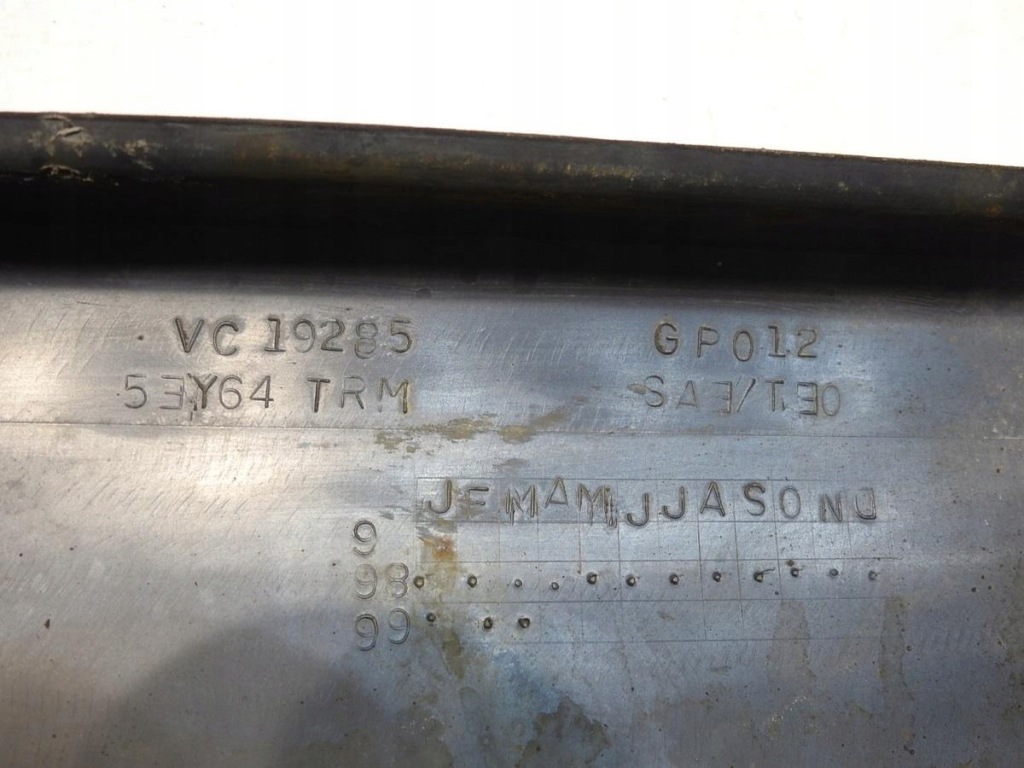 VC 19285 GP012
53Y64 TRM SA3/T30
JFMAMJJASOND
9
98
99